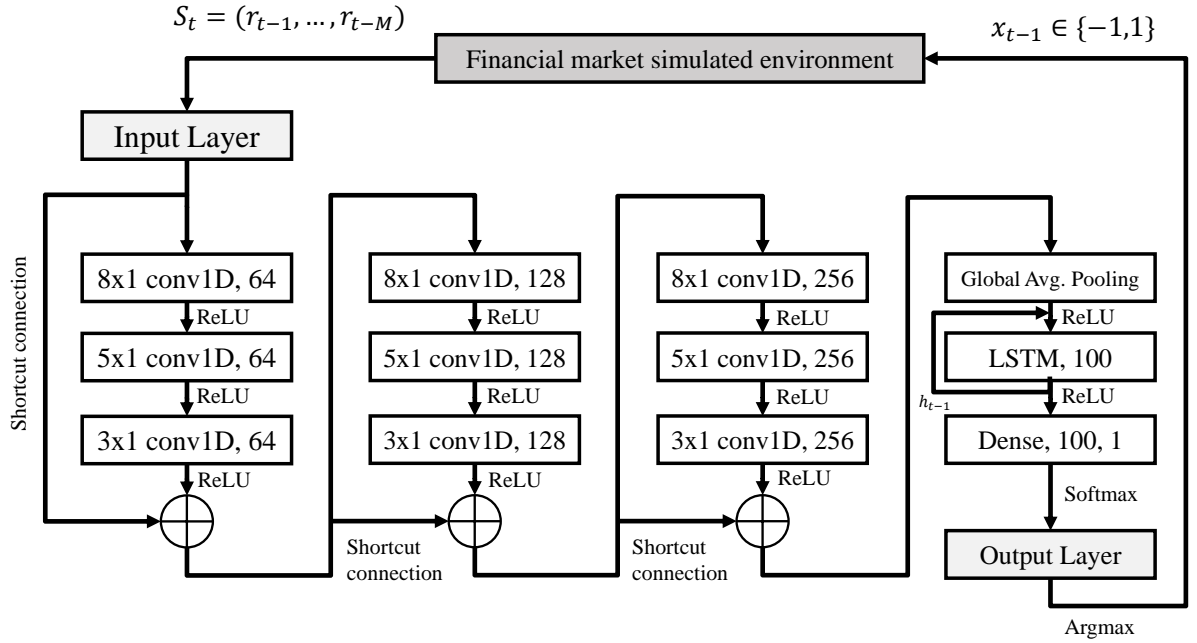 S_t = (r_{t−1}, … , r_{t−M})
x_{t−1} ∈ {−1,1}
Financial market simulated environment
Input Layer
Shortcut connection
8x1 conv1D, 64
ReLU
5x1 conv1D, 64
ReLU
3x1 conv1D, 64
ReLU
8x1 conv1D, 128
ReLU
5x1 conv1D, 128
ReLU
3x1 conv1D, 128
ReLU
Shortcut
connection
8x1 conv1D, 256
ReLU
5x1 conv1D, 256
ReLU
3x1 conv1D, 256
ReLU
Shortcut
connection
Global Avg. Pooling
ReLU
LSTM, 100
h_{t−1}
ReLU
Dense, 100, 1
Softmax
Output Layer
Argmax